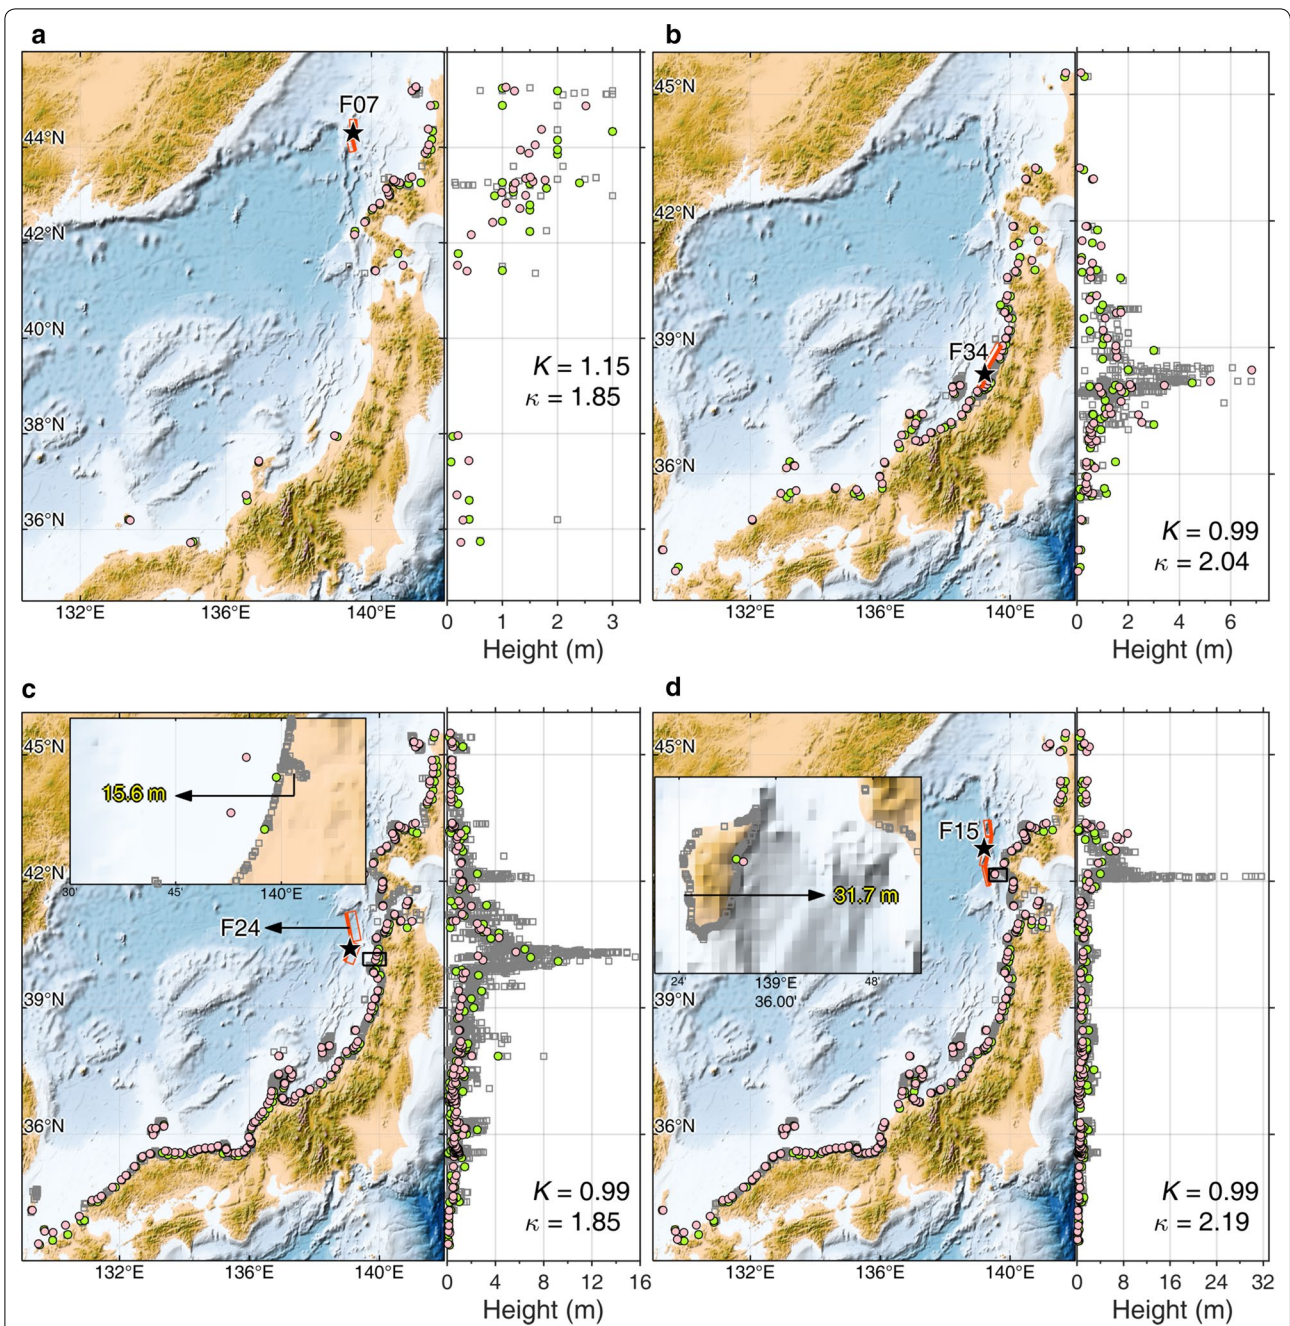 a
F07
44°N
42°N
40°N
38°N
36°N
K = 1.15
κ = 1.85
132°E 136°E 140°E
0 1 2 3
Height (m)
b
45°N
42°N
39°N
36°N
F34
K = 0.99
κ = 2.04
132°E 136°E 140°E
0 2 4 6
Height (m)
c
45°N
15.6 m
30' 45' 140°E
42°N
F24
39°N
36°N
K = 0.99
κ = 1.85
132°E 136°E 140°E
0 4 8 12 16
Height (m)
d
45°N
F15
42°N
31.7 m
24' 139°E 48'
36.00'
39°N
36°N
K = 0.99
κ = 2.19
132°E 136°E 140°E
0 8 16 24 32
Height (m)